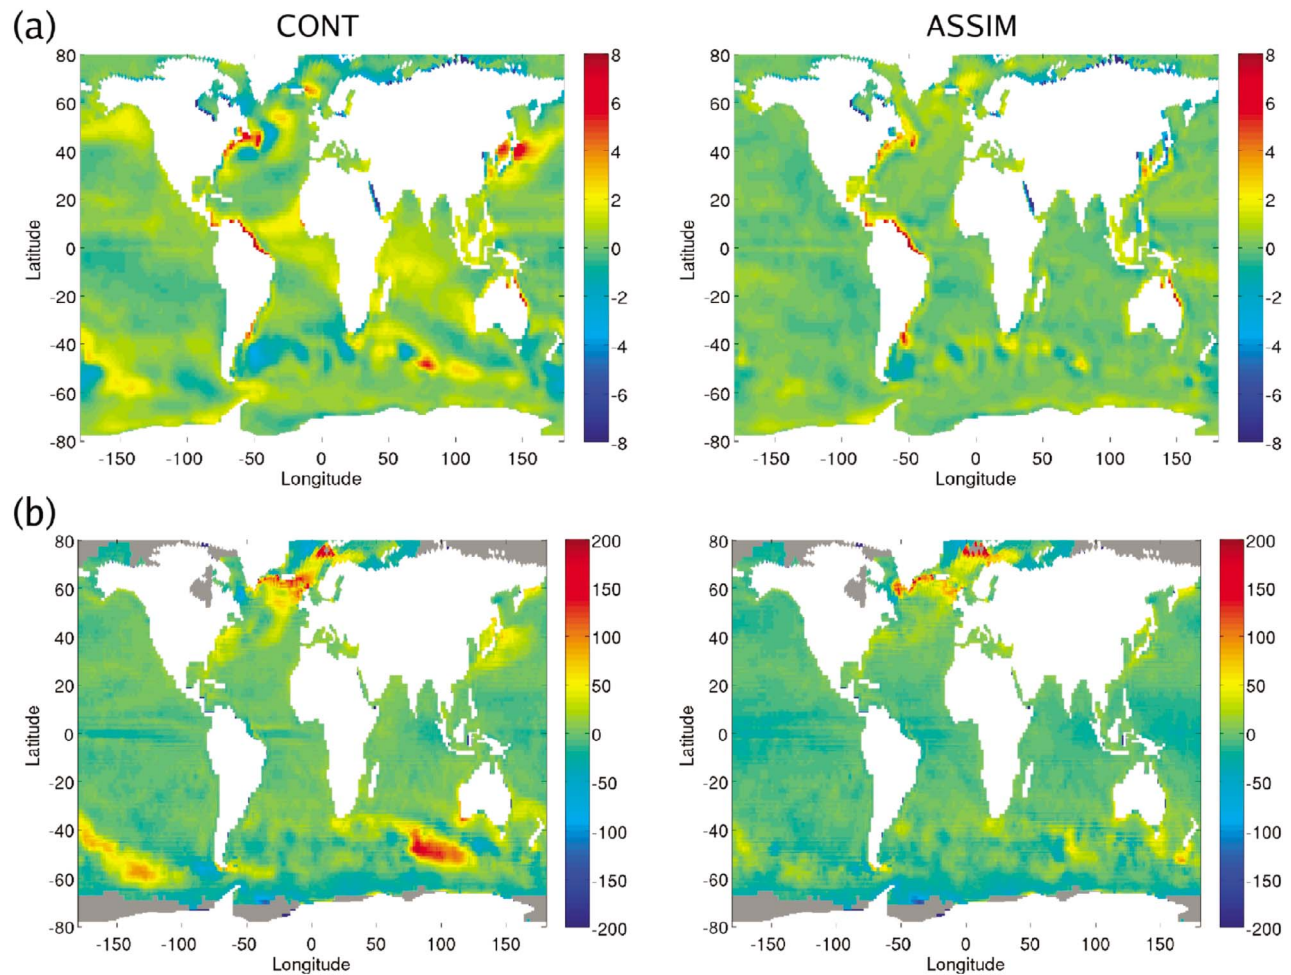 (a) CONT ASSIM
80 8 80 8
60 6 60 6
40 4 40 4
20 2 20 2
0 0 0 0
-20 -2 -20 -2
-40 -4 -40 -4
-60 -6 -60 -6
-80 -8 -80 -8
Latitude Latitude
-150 -100 -50 0 50 100 150 -150 -100 -50 0 50 100 150
Longitude Longitude
(b)
80 200 80 200
60 150 60 150
40 100 40 100
20 50 20 50
0 0 0 0
-20 -50 -20 -50
-40 -100 -40 -100
-60 -150 -60 -150
-80 -200 -80 -200
Latitude Latitude
-150 -100 -50 0 50 100 150 -150 -100 -50 0 50 100 150
Longitude Longitude